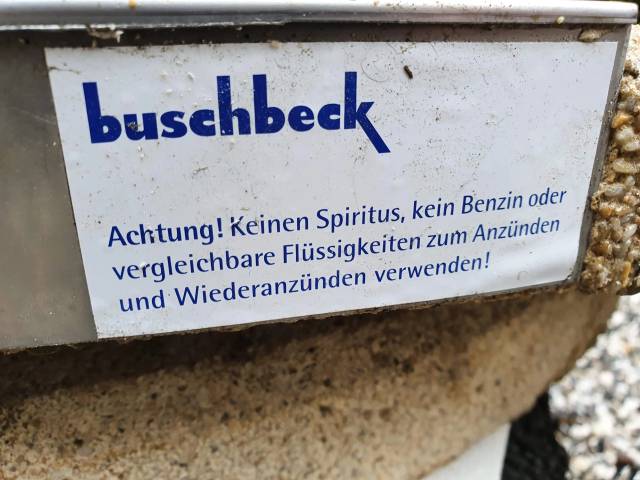 buschbeck
Achtung! Keinen Spiritus, kein Benzin oder
vergleichbare Flüssigkeiten zum Anzünden
und Wiederanzünden verwenden!